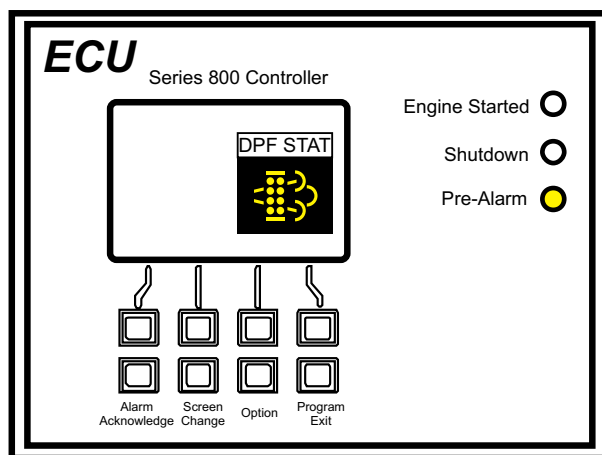 ECU
Series 800 Controller
DPF STAT
Engine Started
Shutdown
Pre-Alarm
Alarm
Acknowledge
Screen
Change
Option
Program
Exit